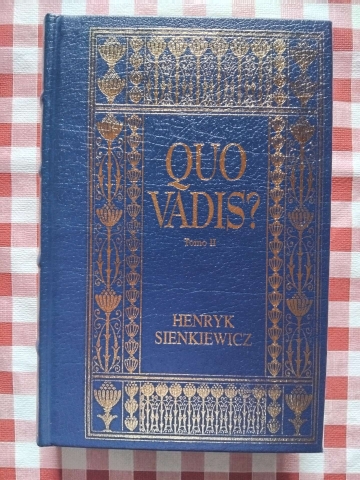 QUO
VADIS?
Tomo II
HENRYK
SIENKIEWICZ